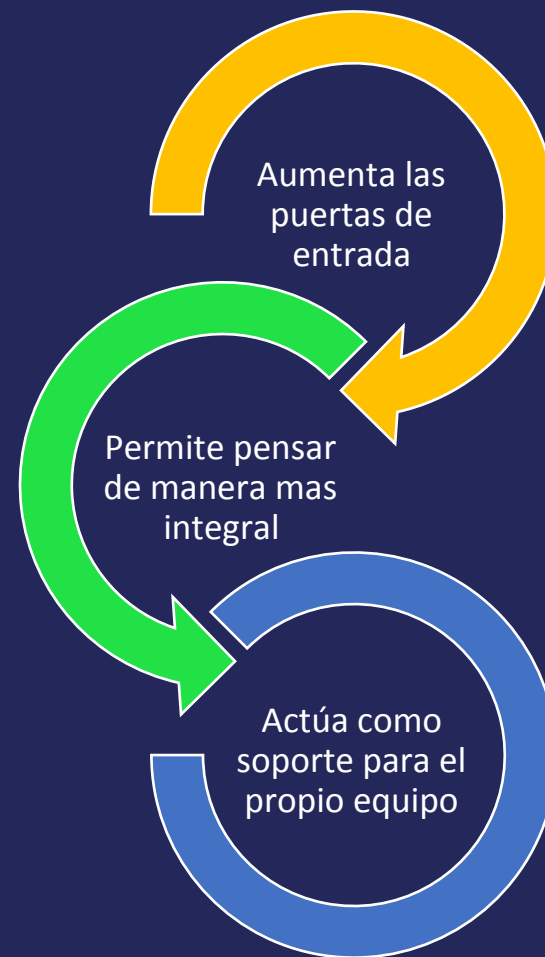 Aumenta las
puertas de
entrada
Permite pensar
de manera mas
integral
Actúa como
soporte para el
propio equipo